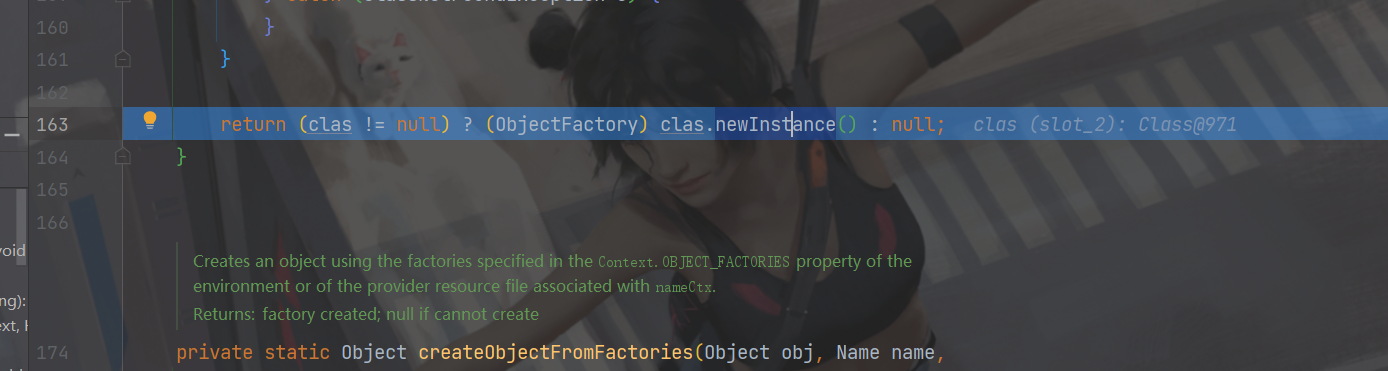 160 }
161 }
162
163 return (clas != null) ? (ObjectFactory) clas.newInstance() : null; clas (slot_2): Class@971
164 }
165
void
166
Creates an object using the factories specified in the Context.OBJECT_FACTORIES property of the
environment or of the provider resource file associated with nameCtx.
ng):
Returns: factory created; null if cannot create
ext,
174 private static Object createObjectFromFactories(Object obj, Name name,